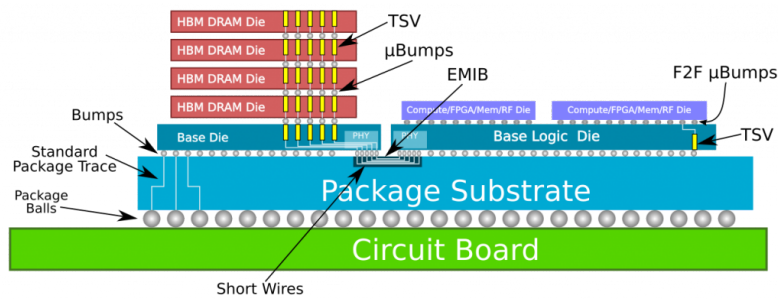 HBM DRAM Die
TSV
HBM DRAM Die
µBumps
HBM DRAM Die
EMIB
F2F µBumps
HBM DRAM Die
Compute/FPGA/Mem/RF Die
Compute/FPGA/Mem/RF Die
Bumps
Base Die
PHY
PHY
Base Logic Die
TSV
Standard
Package Trace
Package Substrate
Package
Balls
Circuit Board
Short Wires